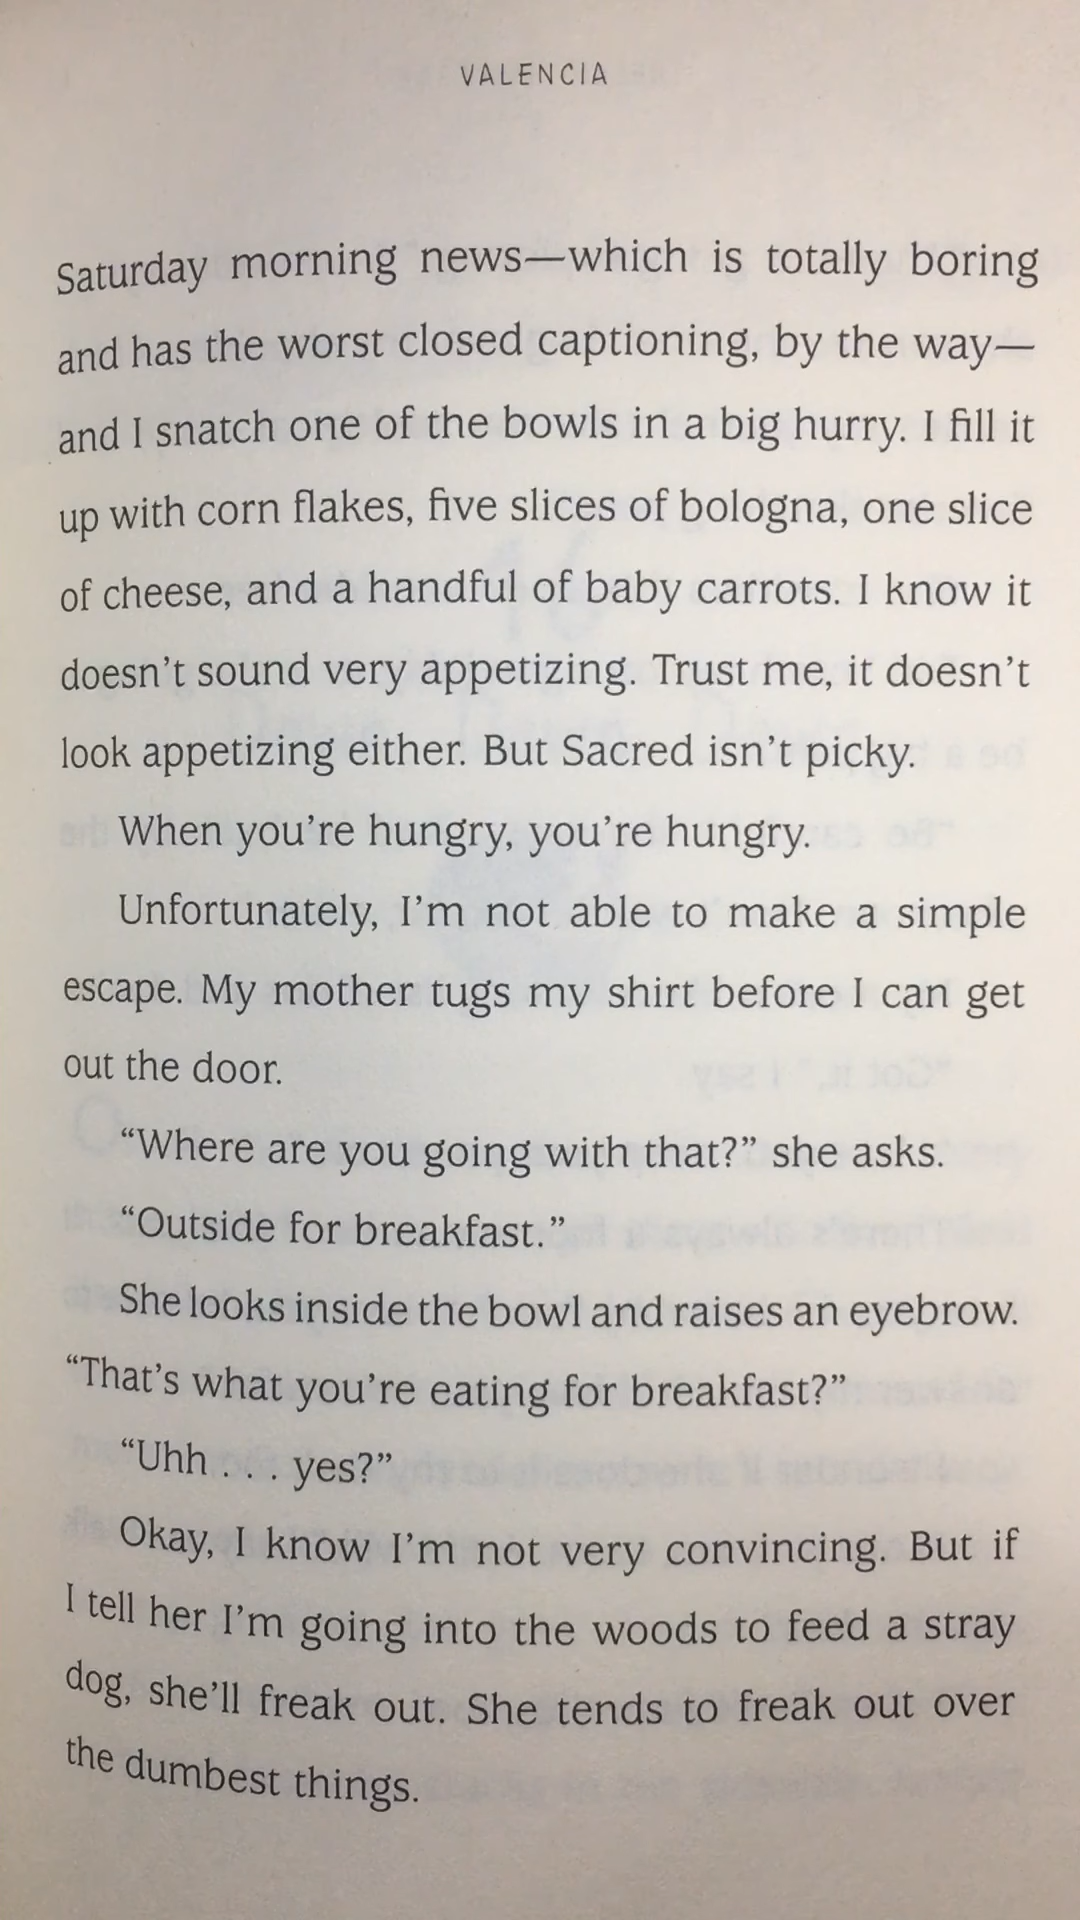 VALENCIA
Saturday morning news—which is totally boring
and has the worst closed captioning, by the way—
and I snatch one of the bowls in a big hurry. I fill it
up with corn flakes, five slices of bologna, one slice
of cheese, and a handful of baby carrots. I know it
doesn’t sound very appetizing. Trust me, it doesn’t
look appetizing either. But Sacred isn’t picky.
When you’re hungry, you’re hungry.
Unfortunately, I’m not able to make a simple
escape. My mother tugs my shirt before I can get
out the door.
“Where are you going with that?” she asks.
“Outside for breakfast.”
She looks inside the bowl and raises an eyebrow.
“That’s what you’re eating for breakfast?”
“Uhh . . . yes?”
Okay, I know I’m not very convincing. But if
I tell her I’m going into the woods to feed a stray
dog, she’ll freak out. She tends to freak out over
the dumbest things.